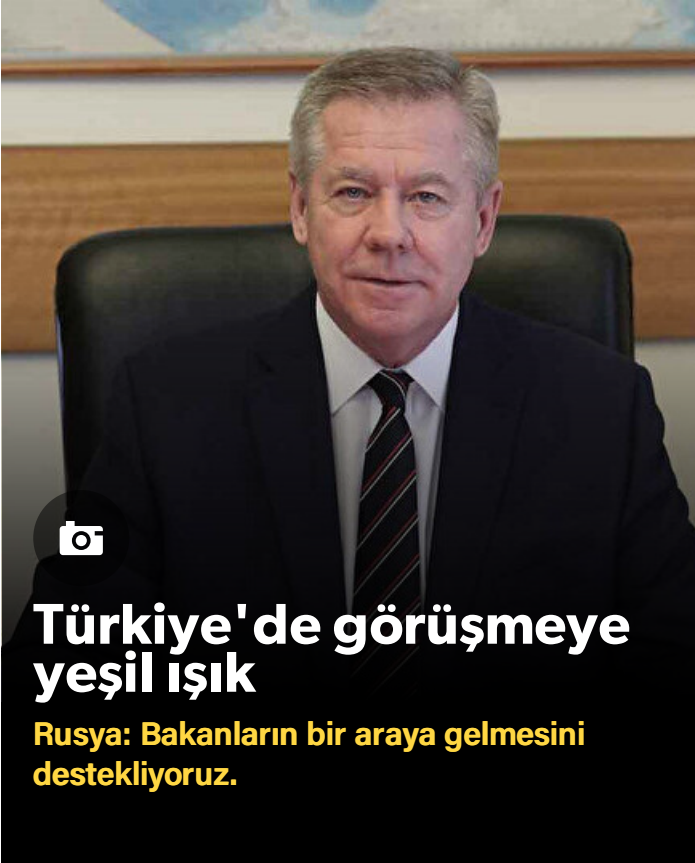 Türkiye'de görüşmeye
yeşil ışık
Rusya: Bakanların bir araya gelmesini
destekliyoruz.